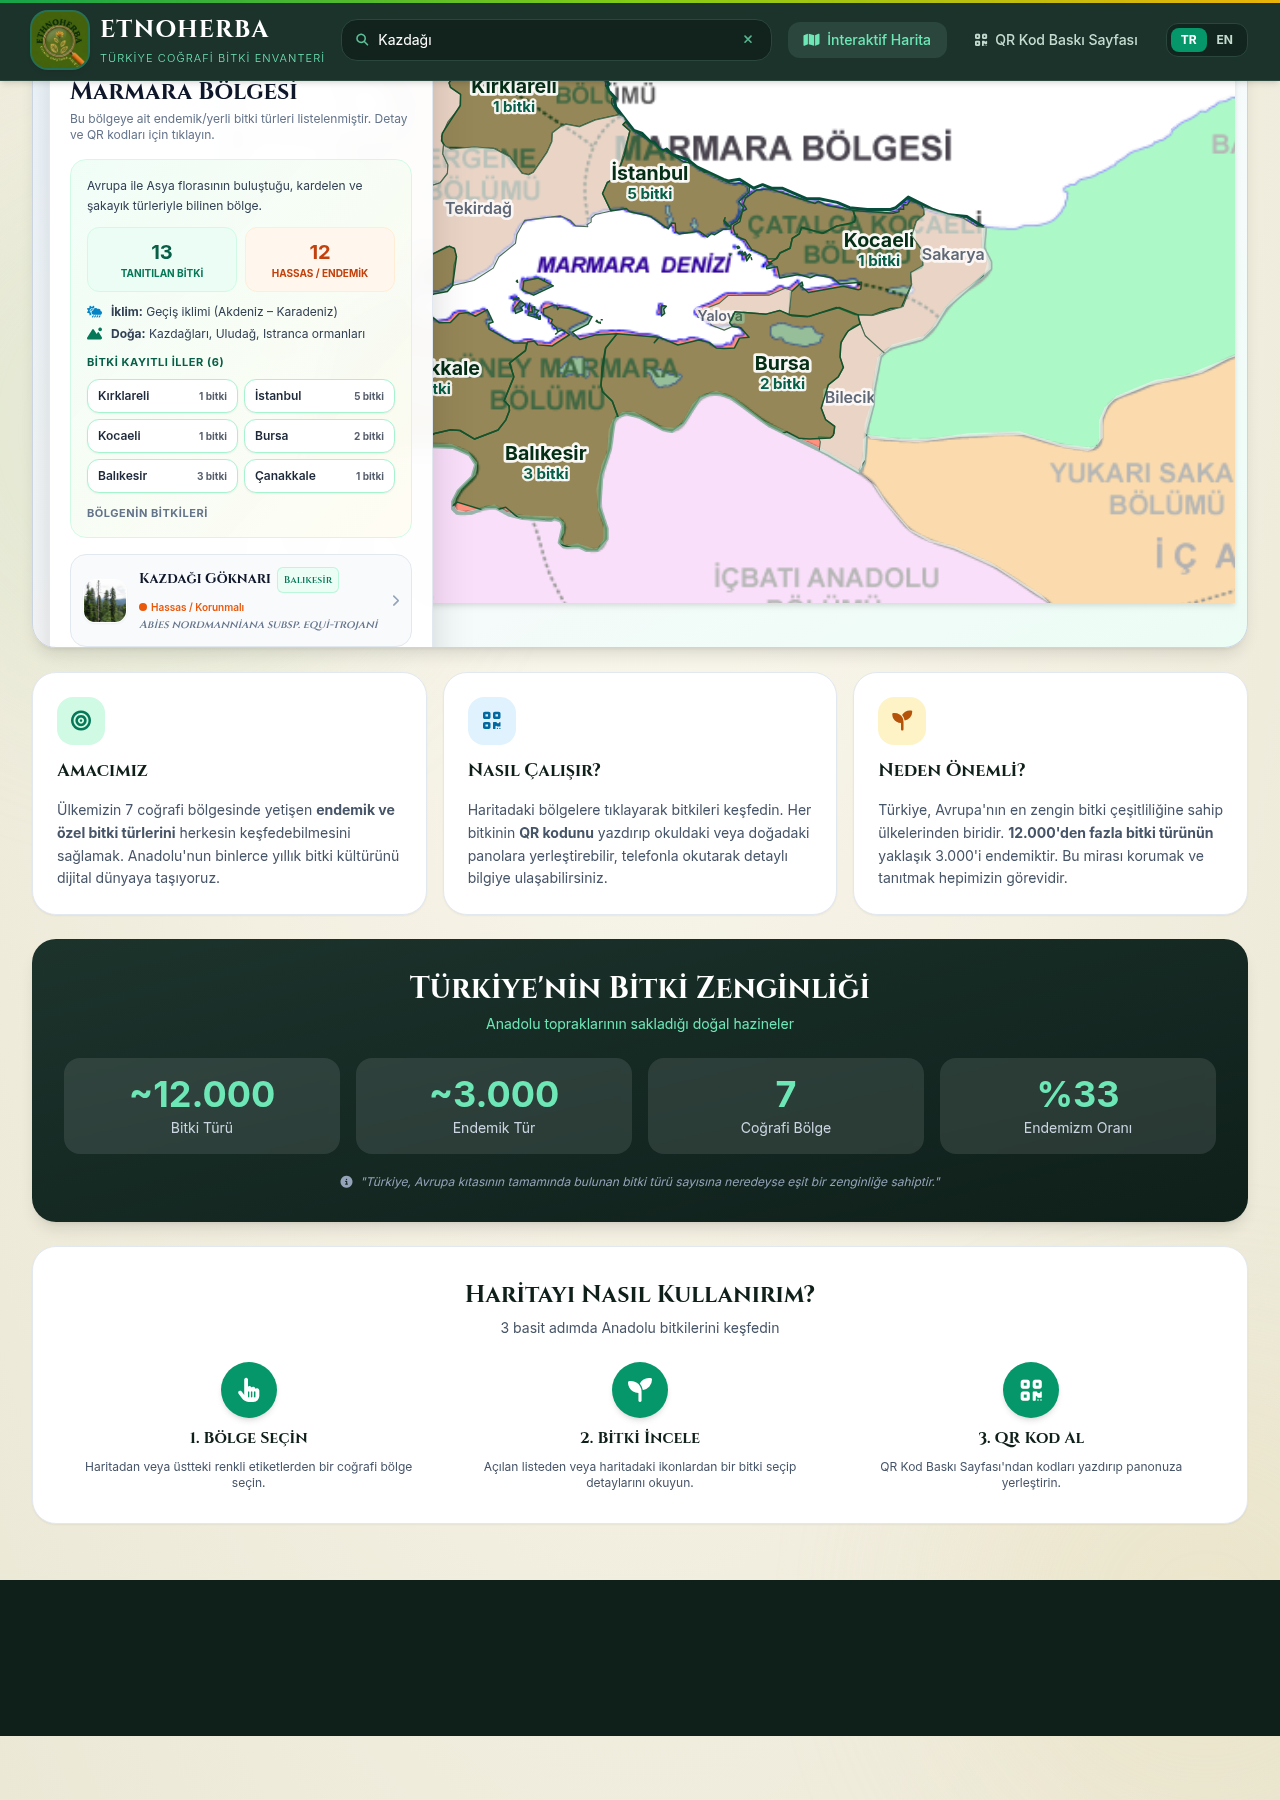 ETNOHERBA
TÜRKİYE COĞRAFİ BİTKİ ENVANTERİ
Kazdağı
İnteraktif Harita
QR Kod Baskı Sayfası
TR
EN
Marmara Bölgesi
Bu bölgeye ait endemik/yerli bitki türleri listelenmiştir. Detay
ve QR kodları için tıklayın.
Avrupa ile Asya florasının buluştuğu, kardelen ve
şakayık türleriyle bilinen bölge.
13
TANITILAN BİTKİ
12
HASSAS / ENDEMİK
İklim: Geçiş iklimi (Akdeniz – Karadeniz)
Doğa: Kazdağları, Uludağ, Istranca ormanları
BİTKİ KAYITLI İLLER (6)
Kırklareli 1 bitki
İstanbul 5 bitki
Kocaeli 1 bitki
Bursa 2 bitki
Balıkesir 3 bitki
Çanakkale 1 bitki
BÖLGENİN BİTKİLERİ
Kazdağı Göknarı
Balıkesir
Hassas / Korunmalı
Abies nordmanniana subsp. equi-trojani
Kırklareli
1 bitki
BÖLÜMÜ
MARMARA BÖLGESİ
ERGENE
BÖLÜMÜ
İstanbul
5 bitki
Tekirdağ
ÇATALCA KOCAELİ
BÖLÜMÜ
Kocaeli
1 bitki
Sakarya
MARMARA DENİZİ
Yalova
kkale
tki
GÜNEY MARMARA
BÖLÜMÜ
Bursa
2 bitki
Bilecik
Balıkesir
3 bitki
BA
YUKARI SAKA
BÖLÜMÜ
İÇ A
İÇBATI ANADOLU
BÖLÜMÜ
Amacımız
Ülkemizin 7 coğrafi bölgesinde yetişen endemik ve
özel bitki türlerini herkesin keşfedebilmesini
sağlamak. Anadolu'nun binlerce yıllık bitki kültürünü
dijital dünyaya taşıyoruz.
Nasıl Çalışır?
Haritadaki bölgelere tıklayarak bitkileri keşfedin. Her
bitkinin QR kodunu yazdırıp okuldaki veya doğadaki
panolara yerleştirebilir, telefonla okutarak detaylı
bilgiye ulaşabilirsiniz.
Neden Önemli?
Türkiye, Avrupa'nın en zengin bitki çeşitliliğine sahip
ülkelerinden biridir. 12.000'den fazla bitki türünün
yaklaşık 3.000'i endemiktir. Bu mirası korumak ve
tanıtmak hepimizin görevidir.
Türkiye'nin Bitki Zenginliği
Anadolu topraklarının sakladığı doğal hazineler
~12.000
Bitki Türü
~3.000
Endemik Tür
7
Coğrafi Bölge
%33
Endemizm Oranı
"Türkiye, Avrupa kıtasının tamamında bulunan bitki türü sayısına neredeyse eşit bir zenginliğe sahiptir."
Haritayı Nasıl Kullanırım?
3 basit adımda Anadolu bitkilerini keşfedin
1. Bölge Seçin
Haritadan veya üstteki renkli etiketlerden bir coğrafi bölge
seçin.
2. Bitki İncele
Açılan listeden veya haritadaki ikonlardan bir bitki seçip
detaylarını okuyun.
3. QR Kod Al
QR Kod Baskı Sayfası'ndan kodları yazdırıp panonuza
yerleştirin.